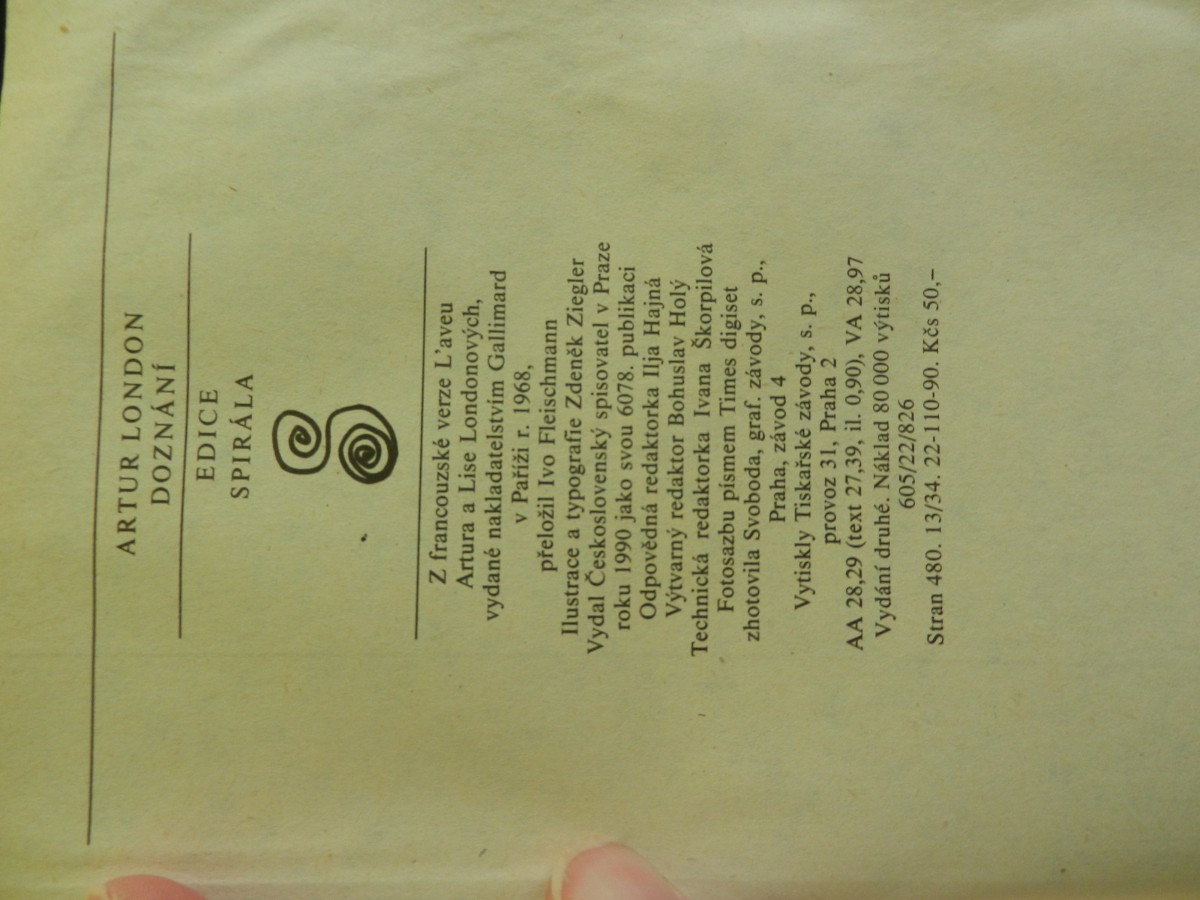 ARTUR LONDON
DOZNÁNÍ
EDICE
SPIRÁLA
Z francouzské verze L'aveu
Artura a Lise Londonových,
vydané nakladatelstvím Gallimard
v Paříži r. 1968,
přeložil Ivo Fleischmann
Ilustrace a typografie Zdeněk Ziegler
Vydal Československý spisovatel v Praze
roku 1990 jako svou 6078. publikaci
Odpovědná redaktorka Ilja Hajná
Výtvarný redaktor Bohuslav Holý
Technická redaktorka Ivana Škorpilová
Fotosazbu písmem Times digiset
zhotovila Svoboda, graf. závody, s. p.,
Praha, závod 4
Vytiskly Tiskařské závody, s. p.,
provoz 31, Praha 2
AA 28,29 (text 27,39, il. 0,90), VA 28,97
Vydání druhé. Náklad 80 000 výtisků
605/22/826
Stran 480. 13/34. 22-110-90. Kčs 50,–